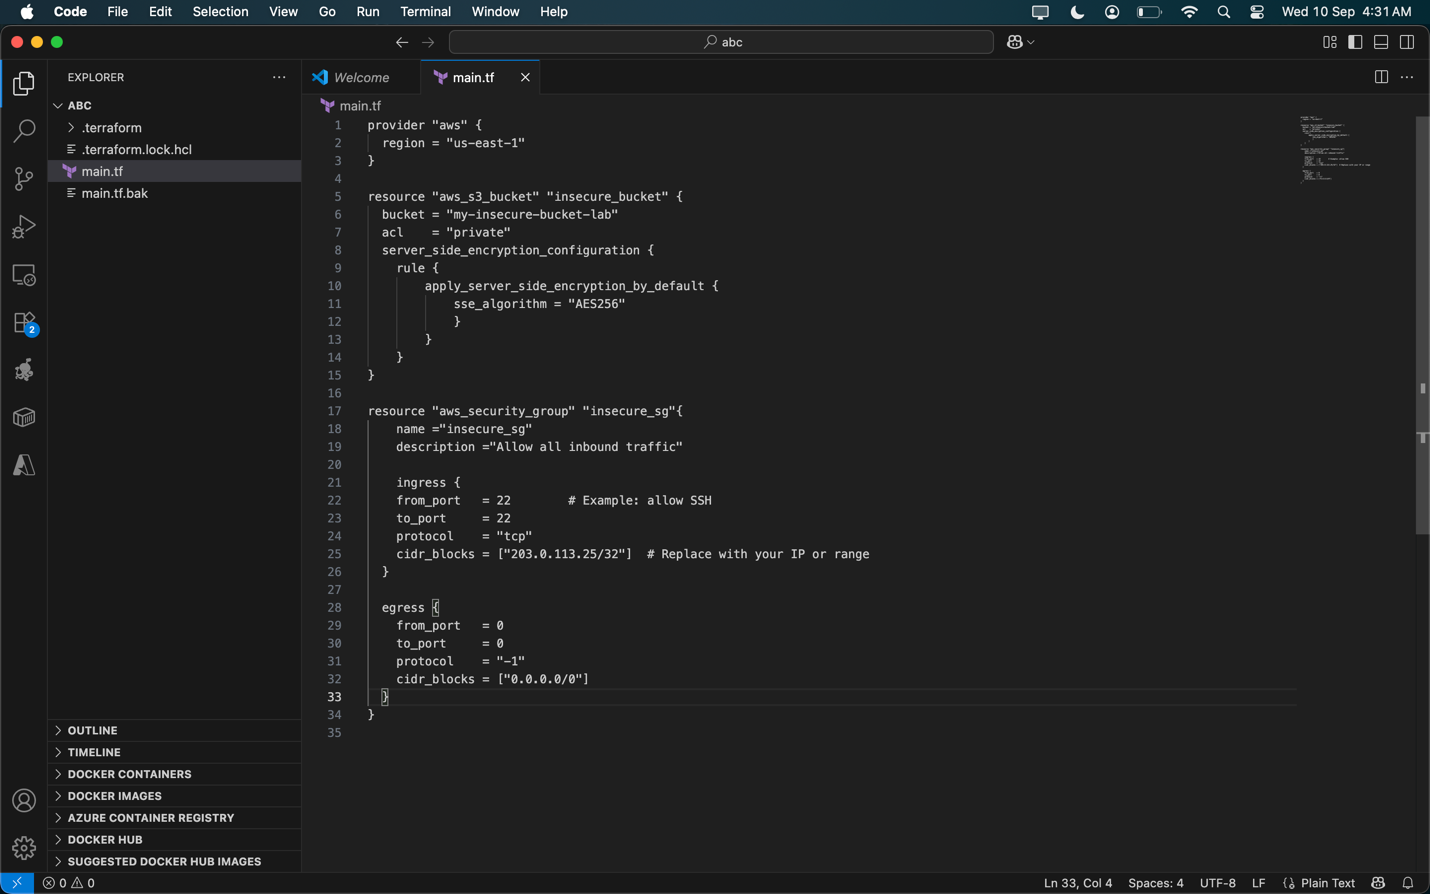 Code File Edit Selection View Go Run Terminal Window Help Wed 10 Sep 4:31 AM
abc
EXPLORER
ABC
.terraform
.terraform.lock.hcl
main.tf
main.tf.bak
OUTLINE
TIMELINE
DOCKER CONTAINERS
DOCKER IMAGES
AZURE CONTAINER REGISTRY
DOCKER HUB
SUGGESTED DOCKER HUB IMAGES
2
Welcome main.tf
main.tf
1 provider "aws" {
2 region = "us-east-1"
3 }
4
5 resource "aws_s3_bucket" "insecure_bucket" {
6 bucket = "my-insecure-bucket-lab"
7 acl    = "private"
8 server_side_encryption_configuration {
9 rule {
10 apply_server_side_encryption_by_default {
11 sse_algorithm = "AES256"
12 }
13 }
14 }
15 }
16
17 resource "aws_security_group" "insecure_sg"{
18 name ="insecure_sg"
19 description ="Allow all inbound traffic"
20
21 ingress {
22 from_port   = 22        # Example: allow SSH
23 to_port     = 22
24 protocol    = "tcp"
25 cidr_blocks = ["203.0.113.25/32"]  # Replace with your IP or range
26 }
27
28 egress {
29 from_port   = 0
30 to_port     = 0
31 protocol    = "-1"
32 cidr_blocks = ["0.0.0.0/0"]
33 }
34 }
35
0 0 Ln 33, Col 4 Spaces: 4 UTF-8 LF {} Plain Text